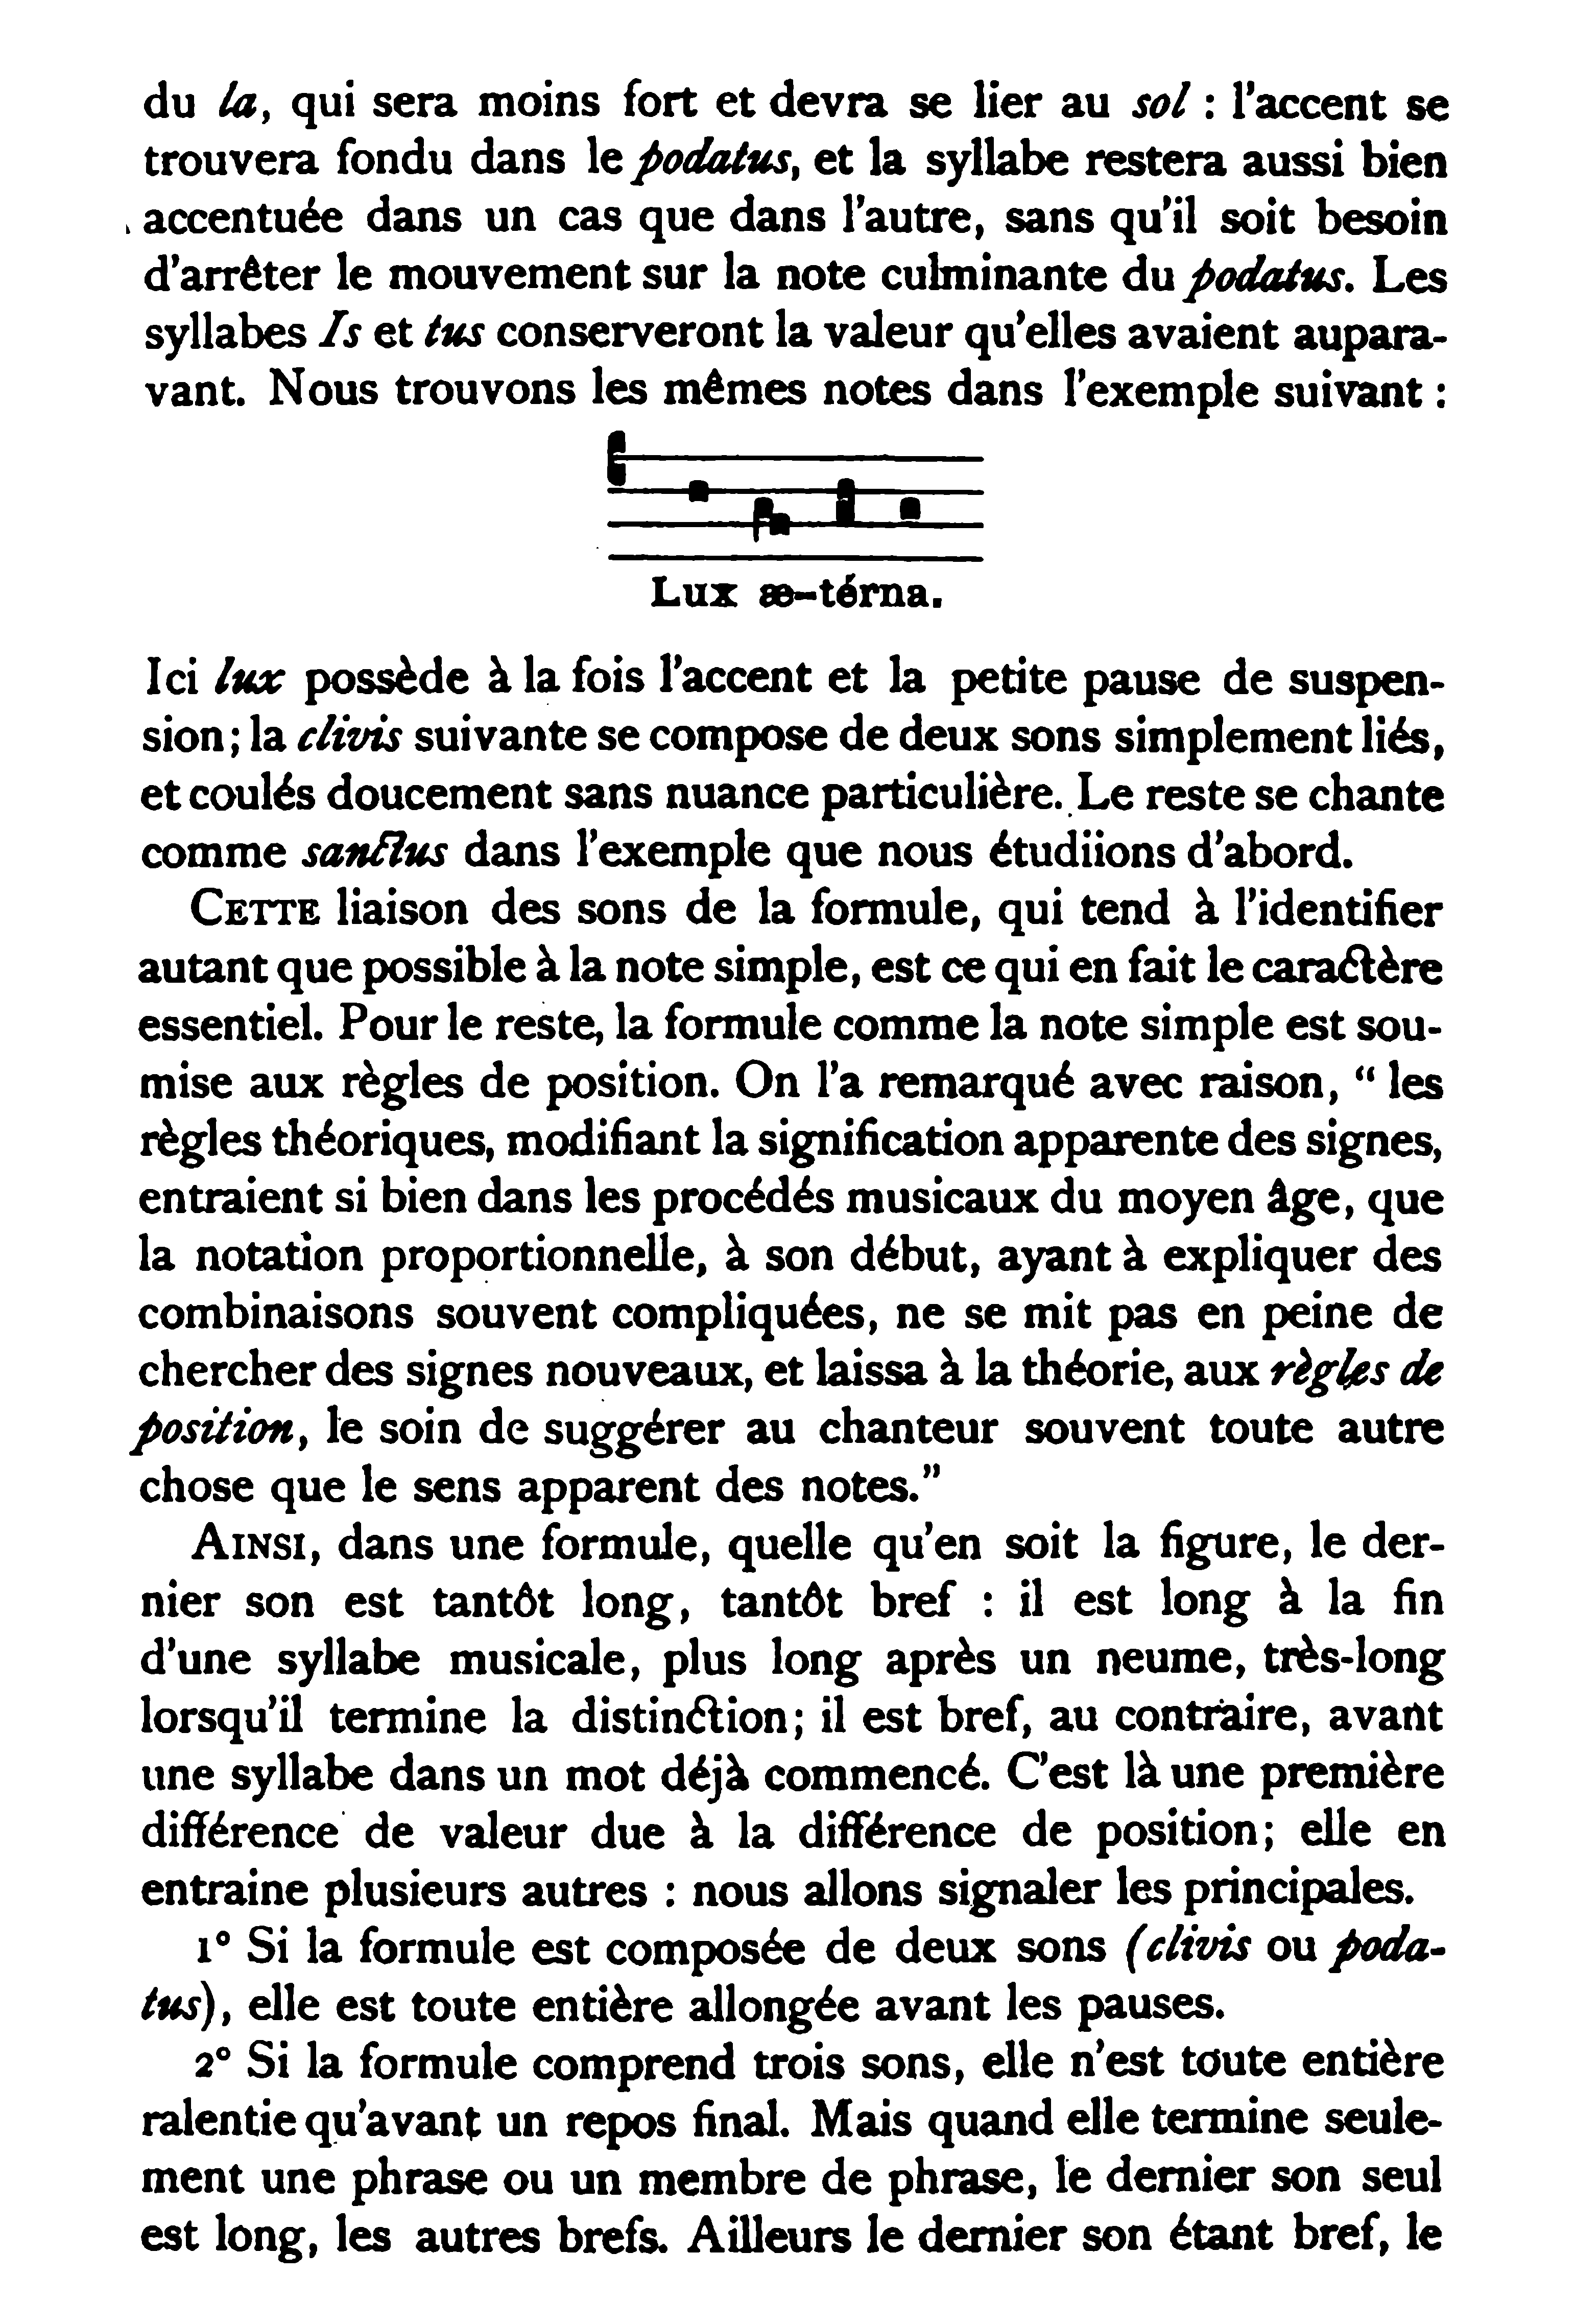 du la, qui sera moins fort et devra se lier au sol : l'accent se
trouvera fondu dans le podatus, et la syllabe restera aussi bien
accentuée dans un cas que dans l'autre, sans qu'il soit besoin
d'arrêter le mouvement sur la note culminante du podatus. Les
syllabes Is et tus conserveront la valeur qu'elles avaient aupara-
vant. Nous trouvons les mêmes notes dans l'exemple suivant :
Lux æ-térna.
Ici lux possède à la fois l'accent et la petite pause de suspen-
sion; la clivis suivante se compose de deux sons simplement liés,
et coulés doucement sans nuance particulière. Le reste se chante
comme sanctus dans l'exemple que nous étudiions d'abord.
CETTE liaison des sons de la formule, qui tend à l'identifier
autant que possible à la note simple, est ce qui en fait le caractère
essentiel. Pour le reste, la formule comme la note simple est sou-
mise aux règles de position. On l'a remarqué avec raison, “ les
règles théoriques, modifiant la signification apparente des signes,
entraient si bien dans les procédés musicaux du moyen âge, que
la notation proportionnelle, à son début, ayant à expliquer des
combinaisons souvent compliquées, ne se mit pas en peine de
chercher des signes nouveaux, et laissa à la théorie, aux règles de
position, le soin de suggérer au chanteur souvent toute autre
chose que le sens apparent des notes.”
AINSI, dans une formule, quelle qu'en soit la figure, le der-
nier son est tantôt long, tantôt bref : il est long à la fin
d'une syllabe musicale, plus long après un neume, très-long
lorsqu'il termine la distinction; il est bref, au contraire, avant
une syllabe dans un mot déjà commencé. C'est là une première
différence de valeur due à la différence de position; elle en
entraine plusieurs autres : nous allons signaler les principales.
1° Si la formule est composée de deux sons (clivis ou poda-
tus), elle est toute entière allongée avant les pauses.
2° Si la formule comprend trois sons, elle n'est toute entière
ralentie qu'avant un repos final. Mais quand elle termine seule-
ment une phrase ou un membre de phrase, le dernier son seul
est long, les autres brefs. Ailleurs le dernier son étant bref, le